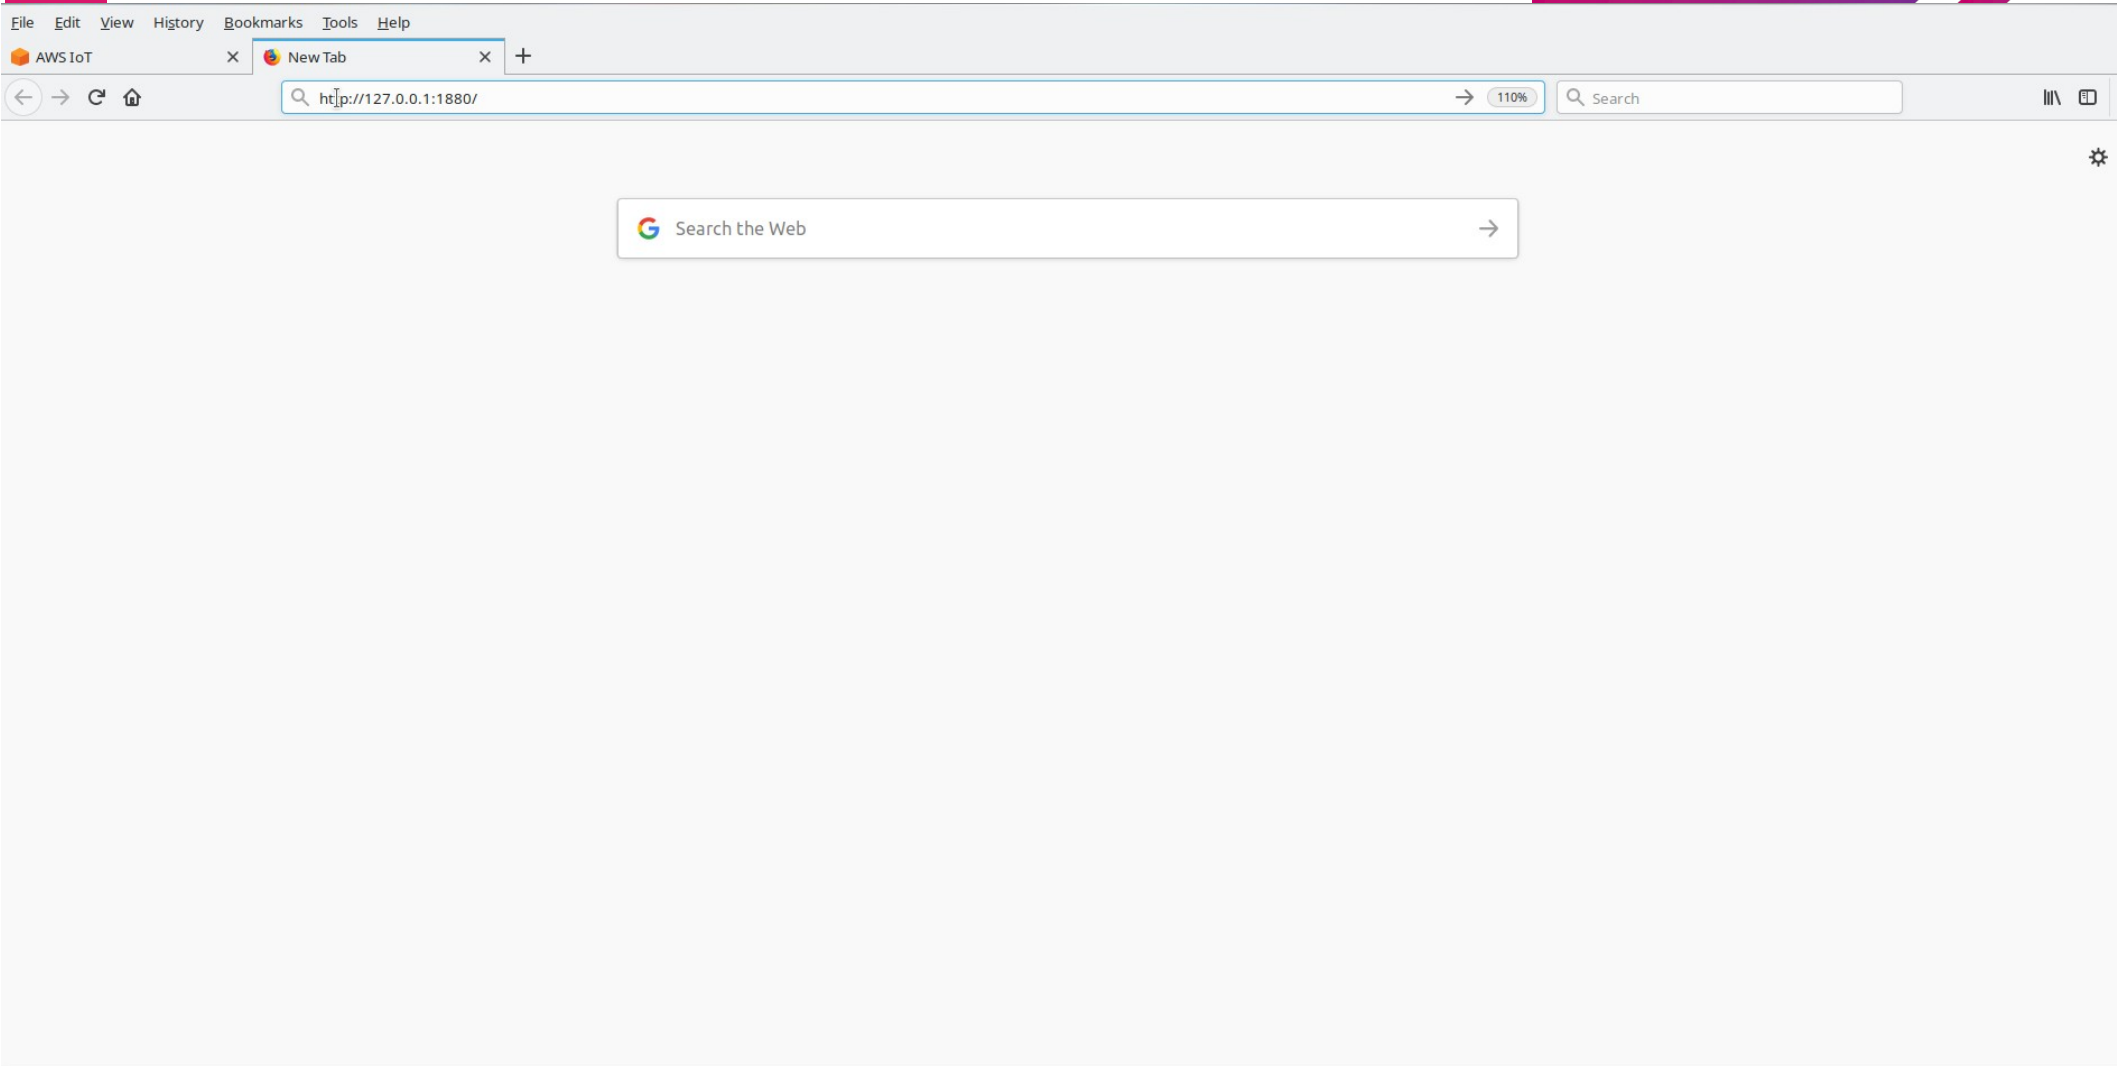 File Edit View History Bookmarks Tools Help
AWS IoT New Tab
http://127.0.0.1:1880/ 110% Search
Search the Web